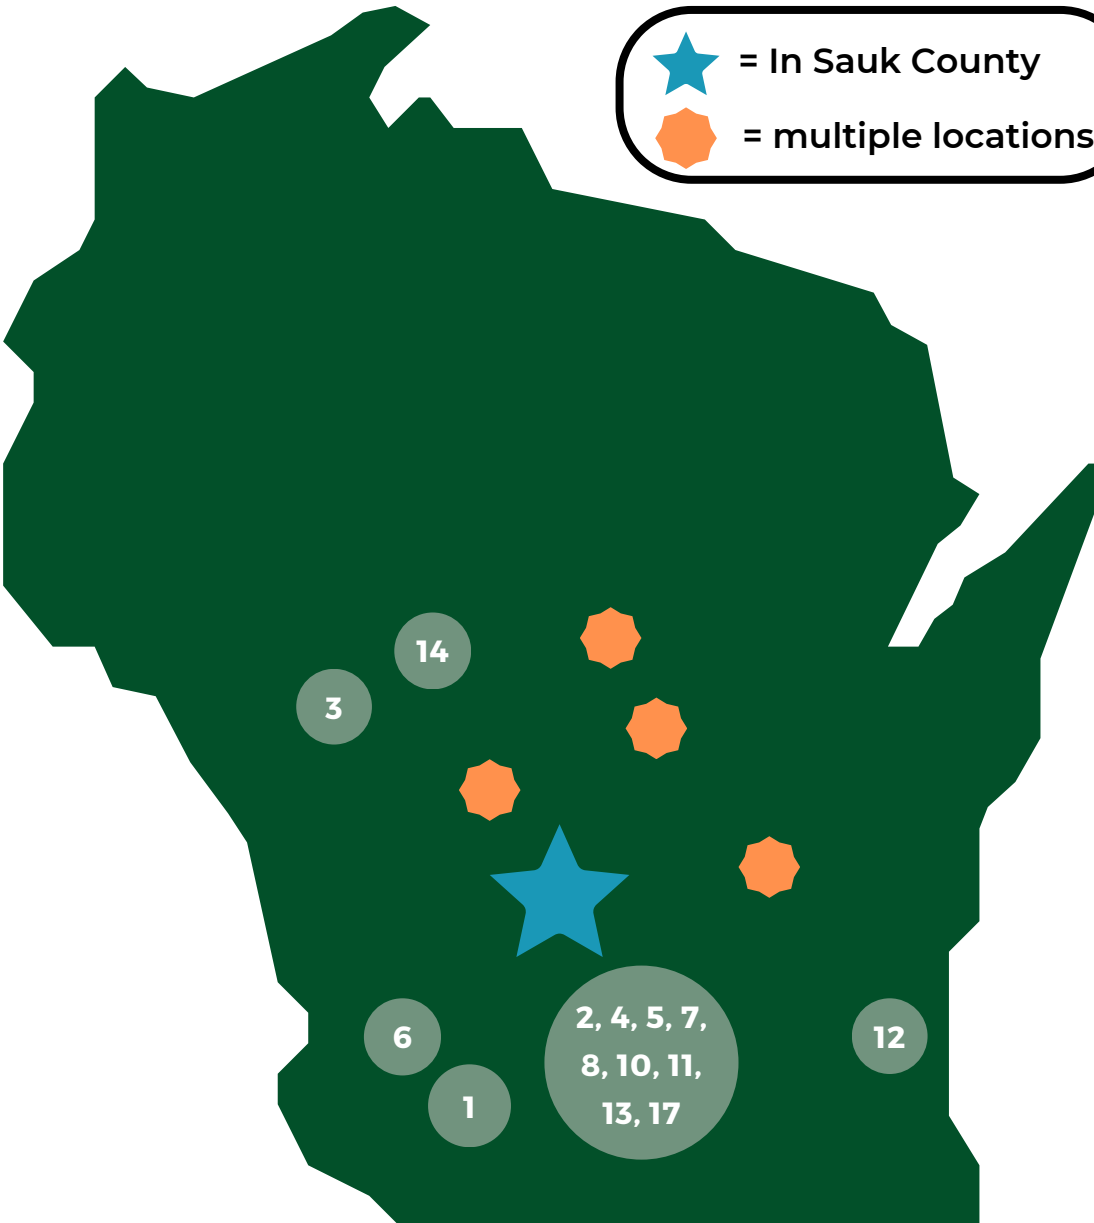 = In Sauk County
= multiple locations
14
3
2, 4, 5, 7,
8, 10, 11,
13, 17
6
12
1